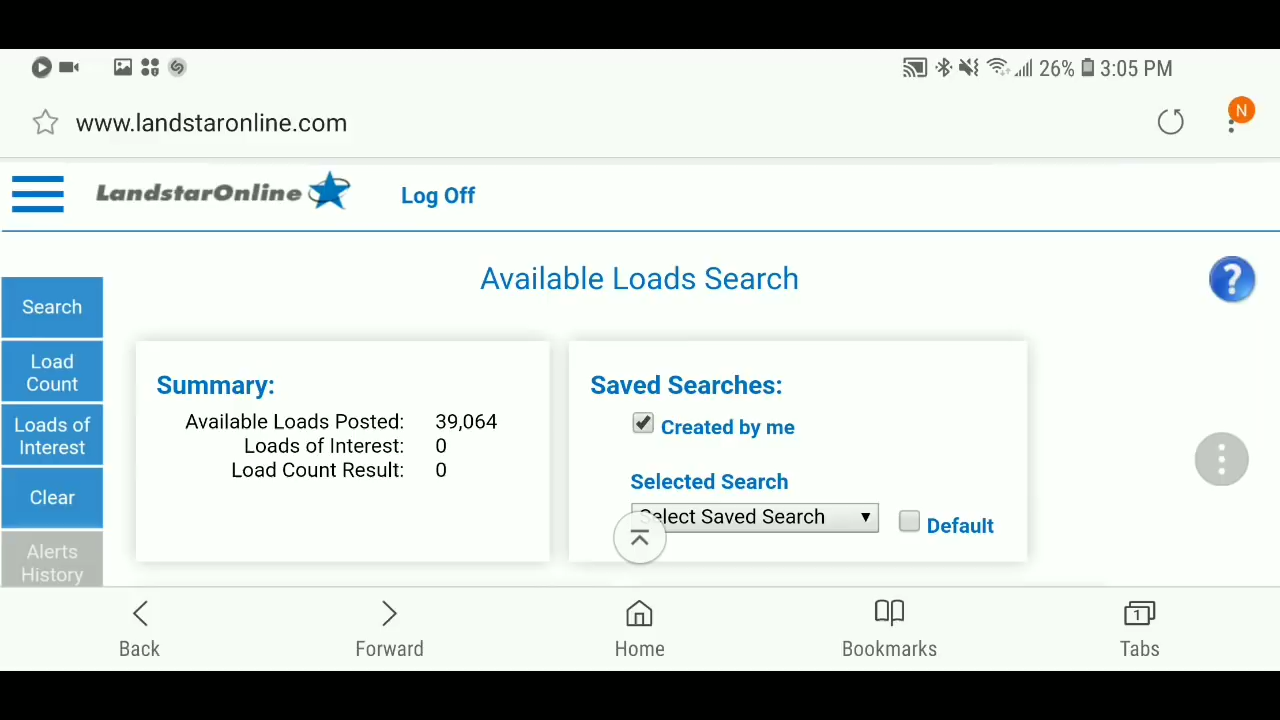 26% 3:05 PM
www.landstaronline.com
N
LandstarOnline
Log Off
Available Loads Search
?
Search
Load
Count
Loads of
Interest
Clear
Alerts
History
Summary:
Available Loads Posted: 39,064
Loads of Interest: 0
Load Count Result: 0
Saved Searches:
Created by me
Selected Search
Select Saved Search
Default
1
Back
Forward
Home
Bookmarks
Tabs